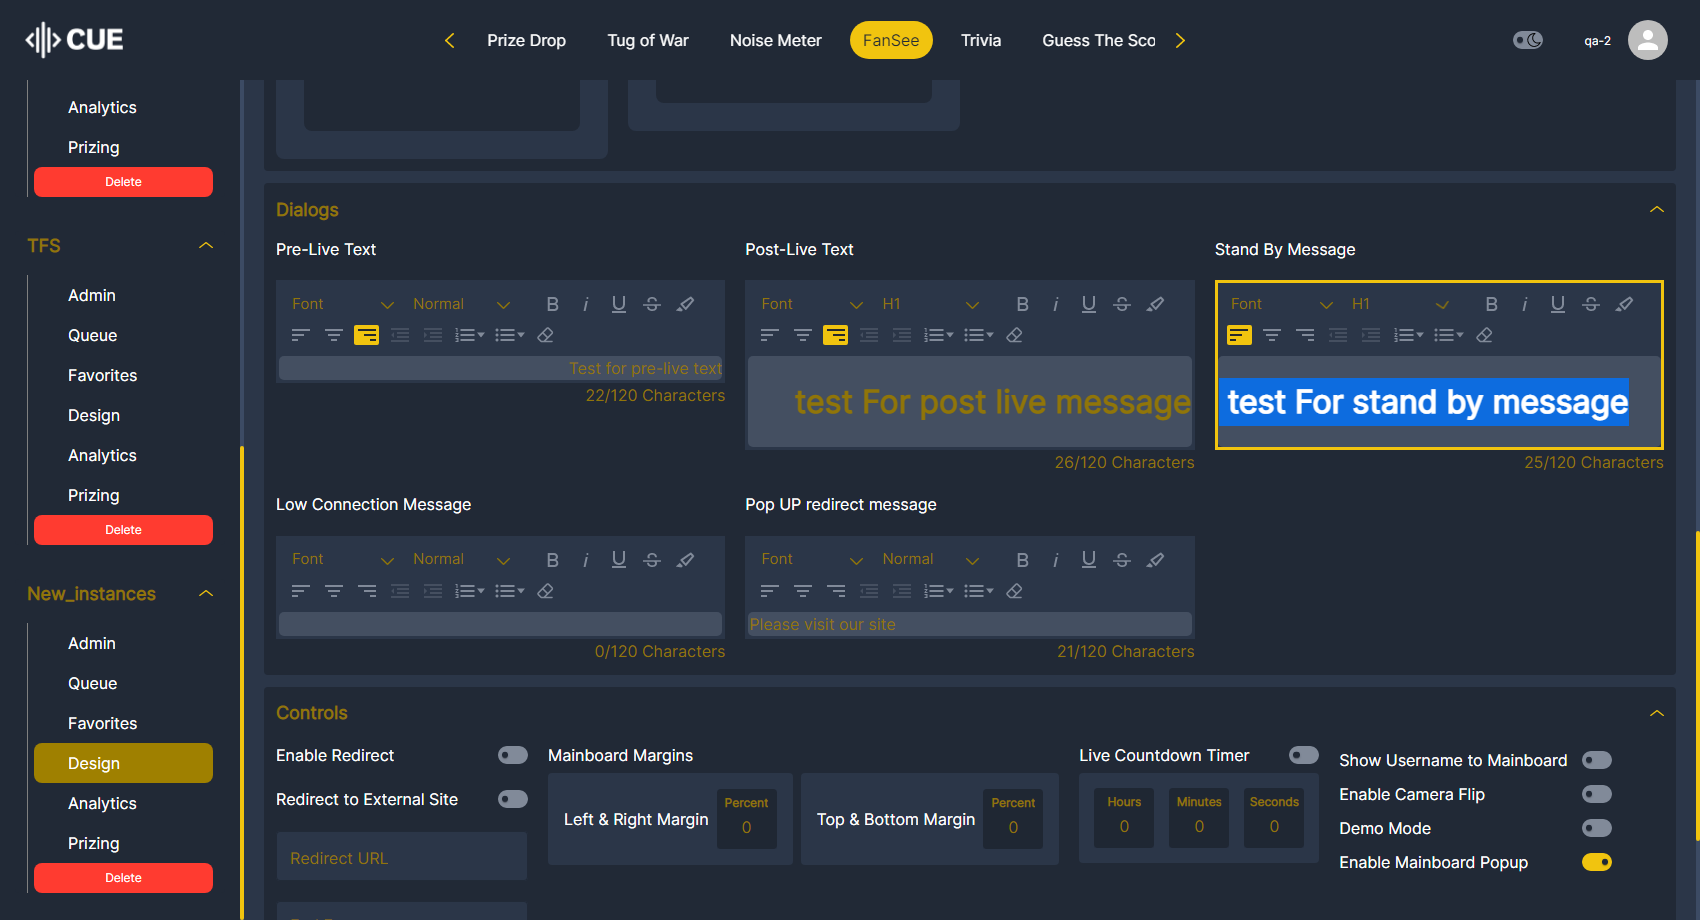 CUE
Prize Drop
Tug of War
Noise Meter
FanSee
Trivia
Guess The Sco
qa-2
Analytics
Prizing
Delete
TFS
Admin
Queue
Favorites
Design
Analytics
Prizing
Delete
New_instances
Admin
Queue
Favorites
Design
Analytics
Prizing
Delete
Dialogs
Pre-Live Text
Font
Normal
B i U S
Test for pre-live text
22/120 Characters
Post-Live Text
Font
H1
B i U S
test For post live message
26/120 Characters
Stand By Message
Font
H1
B i U S
test For stand by message
25/120 Characters
Low Connection Message
Font
Normal
B i U S
0/120 Characters
Pop UP redirect message
Font
Normal
B i U S
Please visit our site
21/120 Characters
Controls
Enable Redirect
Redirect to External Site
Redirect URL
Mainboard Margins
Left & Right Margin
Percent
0
Top & Bottom Margin
Percent
0
Live Countdown Timer
Hours
0
Minutes
0
Seconds
0
Show Username to Mainboard
Enable Camera Flip
Demo Mode
Enable Mainboard Popup